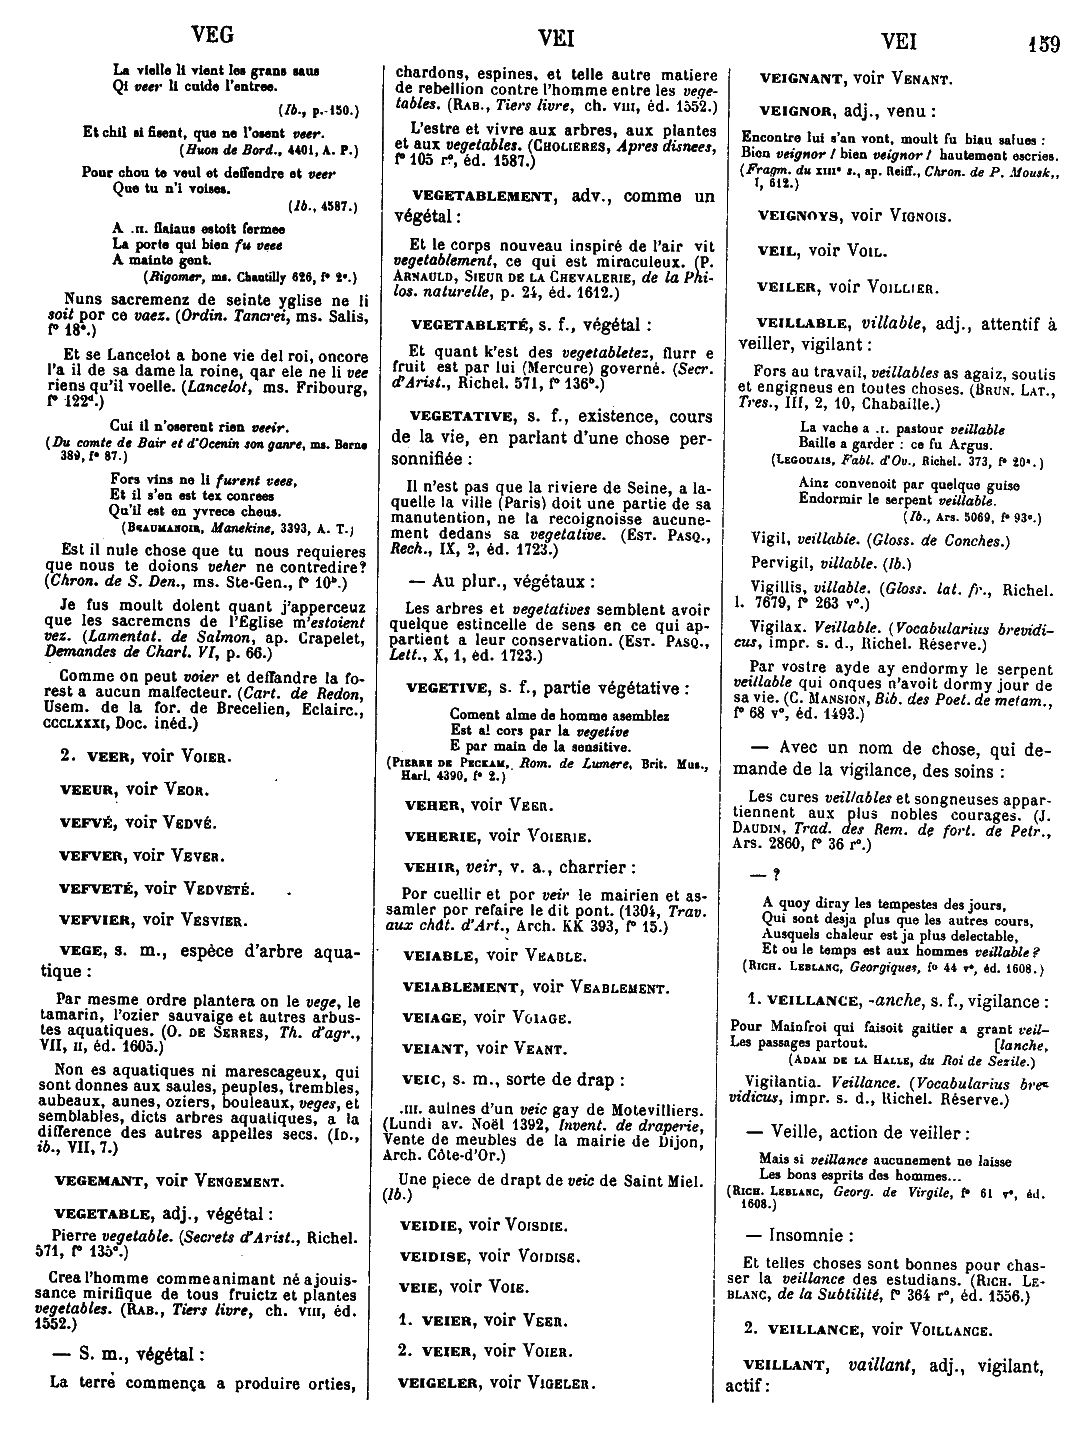 VEG
VEI
VEI
159
La vielle li vient les grans saus
Qi veer li cuide l'entree.
(Ib., p. 150.)
Et chil si fisent, que ne l'osent veer.
(Huon de Bord., 4401, A. P.)
Pour chou te veul et deffendre et veer
Que tu n'i voises.
(Ib., 4587.)
A .II. flaiaus estoit fermee
La porte qui bien fu veee
A mainte gent.
(Rigomer, ms. Chantilly 626, f° 2ᵉ.)
Nuns sacremenz de seinte yglise ne li
soit por ce vaez. (Ordin. Tancrei, ms. Salis,
f° 18ᵉ.)
Et se Lancelot a bone vie del roi, oncore
l'a il de sa dame la roine, qar ele ne li vee
riens qu'il voelle. (Lancelot, ms. Fribourg,
f° 122ᵈ.)
Cui il n'oserent rien veeir.
(Du comte de Bair et d'Ocenin son ganre, ms. Berne
389, f° 87.)
Fors vins ne li furent vees,
Et il s'en est tex conrees
Qu'il est en yvrece cheus.
(BEAUMANOIR, Manekine, 3393, A. T.)
Est il nule chose que tu nous requieres
que nous te doions veher ne contredire?
(Chron. de S. Den., ms. Ste-Gen., f° 10ᵇ.)
Je fus moult dolent quant j'apperceuz
que les sacremens de l'Eglise m'estoient
vez. (Lamentat. de Salmon, ap. Crapelet,
Demandes de Charl. VI, p. 66.)
Comme on peut voier et deffandre la fo-
rest a aucun malfecteur. (Cart. de Redon,
Usem. de la for. de Brecelien, Eclairc.,
CCCLXXXI, Doc. inéd.)
2. VEER, voir VOIER.
VEEUR, voir VEOR.
VEFVÉ, voir VEDVÉ.
VEFVER, voir VEVER.
VEFVETÉ, voir VEDVETÉ.
VEFVIER, voir VESVIER.
VEGE, s. m., espèce d'arbre aqua-
tique :
Par mesme ordre plantera on le vege, le
tamarin, l'ozier sauvaige et autres arbus-
tes aquatiques. (O. DE SERRES, Th. d'agr.,
VII, II, éd. 1605.)
Non es aquatiques ni marescageux, qui
sont donnes aux saules, peuples, trembles,
aubeaux, aunes, oziers, bouleaux, veges, et
semblables, dicts arbres aquatiques, a la
difference des autres appelles secs. (ID.,
ib., VII, 7.)
VEGEMANT, voir VENGEMENT.
VEGETABLE, adj., végétal :
Pierre vegetable. (Secrets d'Arist., Richel.
571, f° 135ᵉ.)
Crea l'homme comme animant né a jouis-
sance mirifique de tous fruictz et plantes
vegetables. (RAB., Tiers livre, ch. VIII, éd.
1552.)
— S. m., végétal :
La terre commença a produire orties,
chardons, espines, et telle autre matiere
de rebellion contre l'homme entre les vege-
tables. (RAB., Tiers livre, ch. VIII, éd. 1552.)
L'estre et vivre aux arbres, aux plantes
et aux vegetables. (CHOLIERES, Apres disnees,
f° 105 r°, éd. 1587.)
VEGETABLEMENT, adv., comme un
végétal :
Et le corps nouveau inspiré de l'air vit
vegetablement, ce qui est miraculeux. (P.
ARNAULD, SIEUR DE LA CHEVALERIE, de la Phi-
los. naturelle, p. 24, éd. 1612.)
VEGETABLETÉ, s. f., végétal :
Et quant k'est des vegetabletez, flurr e
fruit est par lui (Mercure) governé. (Secr.
d'Arist., Richel. 571, f° 136ᵇ.)
VEGETATIVE, s. f., existence, cours
de la vie, en parlant d'une chose per-
sonnifiée :
Il n'est pas que la riviere de Seine, a la-
quelle la ville (Paris) doit une partie de sa
manutention, ne la recoignoisse aucune-
ment dedans sa vegetative. (EST. PASQ.,
Rech., IX, 2, éd. 1723.)
— Au plur., végétaux :
Les arbres et vegetatives semblent avoir
quelque estincelle de sens en ce qui ap-
partient a leur conservation. (EST. PASQ.,
Lett., X, 1, éd. 1723.)
VEGETIVE, s. f., partie végétative :
Coment alme de homme asemblez
Est al cors par la vegetive
E par main de la sensitive.
(PIERRE DE PECKAM, Rom. de Lumere, Brit. Mus.,
Harl. 4390, f° 2.)
VEHER, voir VEER.
VEHERIE, voir VOIERIE.
VEHIR, veir, v. a., charrier :
Por cuellir et por veir le mairien et as-
samler por refaire le dit pont. (1304, Trav.
aux chât. d'Art., Arch. KK 393, f° 15.)
VEIABLE, voir VEABLE.
VEIABLEMENT, voir VEABLEMENT.
VEIAGE, voir VOIAGE.
VEIANT, voir VEANT.
VEIC, s. m., sorte de drap :
.III. aulnes d'un veic gay de Motevilliers.
(Lundi av. Noël 1392, Invent. de draperie,
Vente de meubles de la mairie de Dijon,
Arch. Côte-d'Or.)
Une piece de drapt de veic de Saint Miel.
(Ib.)
VEIDIE, voir VOISDIE.
VEIDISE, voir VOIDISE.
VEIE, voir VOIE.
1. VEIER, voir VEER.
2. VEIER, voir VOIER.
VEIGELER, voir VIGELER.
VEIGNANT, voir VENANT.
VEIGNOR, adj., venu :
Encontre lui s'an vont, moult fu biau salues :
Bien veignor ! bien veignor ! hautement escries.
(Fragm. du XIIIᵉ s., ap. Reiff., Chron. de P. Mousk.,
I, 612.)
VEIGNOYS, voir VIGNOIS.
VEIL, voir VOIL.
VEILER, voir VOILLIER.
VEILLABLE, villable, adj., attentif à
veiller, vigilant :
Fors au travail, veillables as agaiz, soutis
et engigneus en toutes choses. (BRUN. LAT.,
Tres., III, 2, 10, Chabaille.)
La vache a .I. pastour veillable
Baille a garder : ce fu Argus.
(LEGOUAIS, Fabl. d'Ov., Richel. 373, f° 20ᵃ.)
Ainz convenoit par quelque guise
Endormir le serpent veillable.
(Ib., Ars. 5069, f° 93ᵉ.)
Vigil, veillable. (Gloss. de Conches.)
Pervigil, villable. (Ib.)
Vigillis, villable. (Gloss. lat. fr., Richel.
l. 7679, f° 263 v°.)
Vigilax. Veillable. (Vocabularius brevidi-
cus, impr. s. d., Richel. Réserve.)
Par vostre ayde ay endormy le serpent
veillable qui onques n'avoit dormy jour de
sa vie. (C. MANSION, Bib. des Poet. de metam.,
f° 68 v°, éd. 1493.)
— Avec un nom de chose, qui de-
mande de la vigilance, des soins :
Les cures veillables et songneuses appar-
tiennent aux plus nobles courages. (J.
DAUDIN, Trad. des Rem. de fort. de Petr.,
Ars. 2860, f° 36 r°.)
— ?
A quoy diray les tempestes des jours,
Qui sont desja plus que les autres cours,
Ausquels chaleur est ja plus delectable,
Et ou le temps est aux hommes veillable ?
(RICH. LEBLANC, Georgiques, f° 44 r°, éd. 1608.)
1. VEILLANCE, -anche, s. f., vigilance :
Pour Mainfroi qui faisoit gaitier a grant veil-
Les passages partout. [lanche,
(ADAM DE LA HALLE, du Roi de Sezile.)
Vigilantia. Veillance. (Vocabularius bre-
vidicus, impr. s. d., Richel. Réserve.)
— Veille, action de veiller :
Mais si veillance aucunement ne laisse
Les bons esprits des hommes...
(RICH. LEBLANC, Georg. de Virgile, f° 61 r°, éd.
1608.)
— Insomnie :
Et telles choses sont bonnes pour chas-
ser la veillance des estudians. (RICH. LE-
BLANC, de la Subtilité, f° 364 r°, éd. 1556.)
2. VEILLANCE, voir VOILLANCE.
VEILLANT, vaillant, adj., vigilant,
actif :